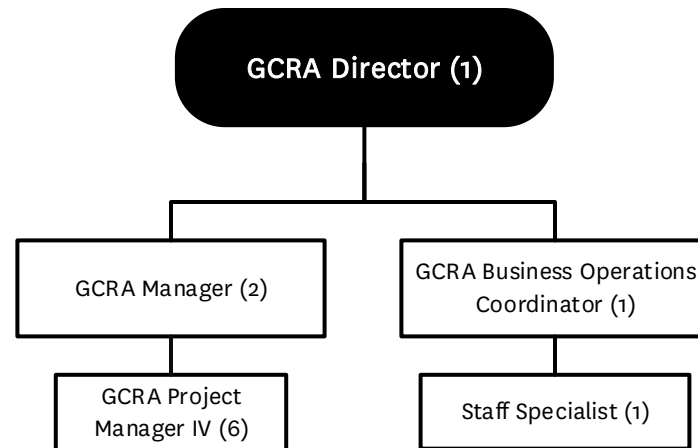 GCRA Director (1)
GCRA Manager (2)
GCRA Business Operations
Coordinator (1)
GCRA Project
Manager IV (6)
Staff Specialist (1)